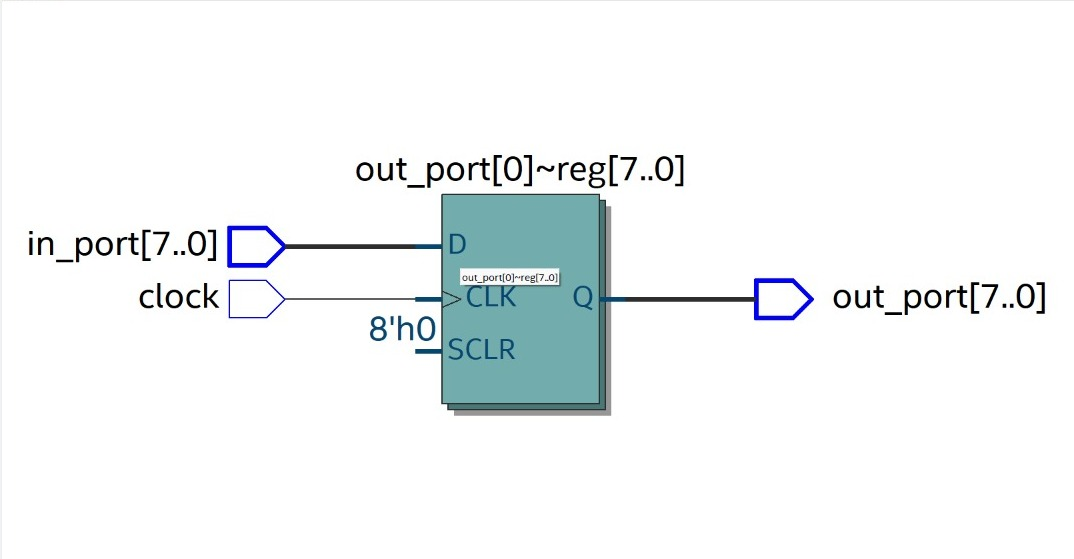 out_port[0]~reg[7..0]
in_port[7..0]
D
out_port[0]~reg[7..0]
clock
CLK
Q
out_port[7..0]
8'h0
SCLR